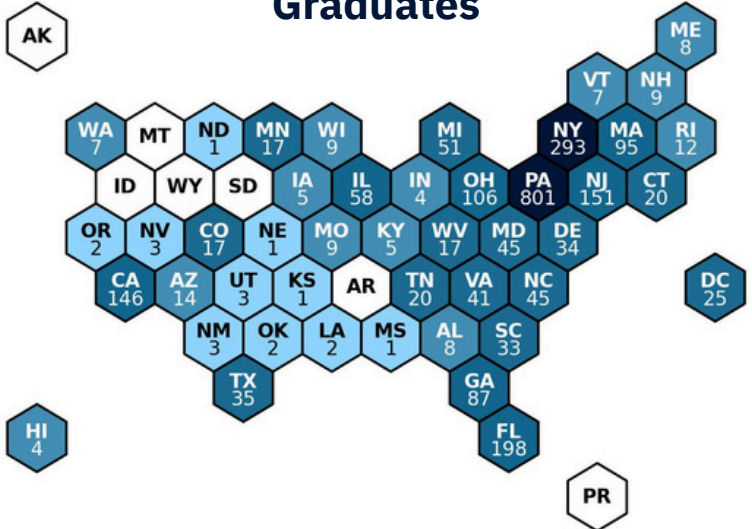 Graduates
AK
ME
8
VT
7
NH
9
WA
7
MT
ND
1
MN
17
WI
9
MI
51
NY
293
MA
95
RI
12
ID
WY
SD
IA
5
IL
58
IN
4
OH
106
PA
801
NJ
151
CT
20
OR
2
NV
3
CO
17
NE
1
MO
9
KY
5
WV
17
MD
45
DE
34
CA
146
AZ
14
UT
3
KS
1
AR
TN
20
VA
41
NC
45
DC
25
NM
3
OK
2
LA
2
MS
1
AL
8
SC
33
TX
35
GA
87
HI
4
FL
198
PR